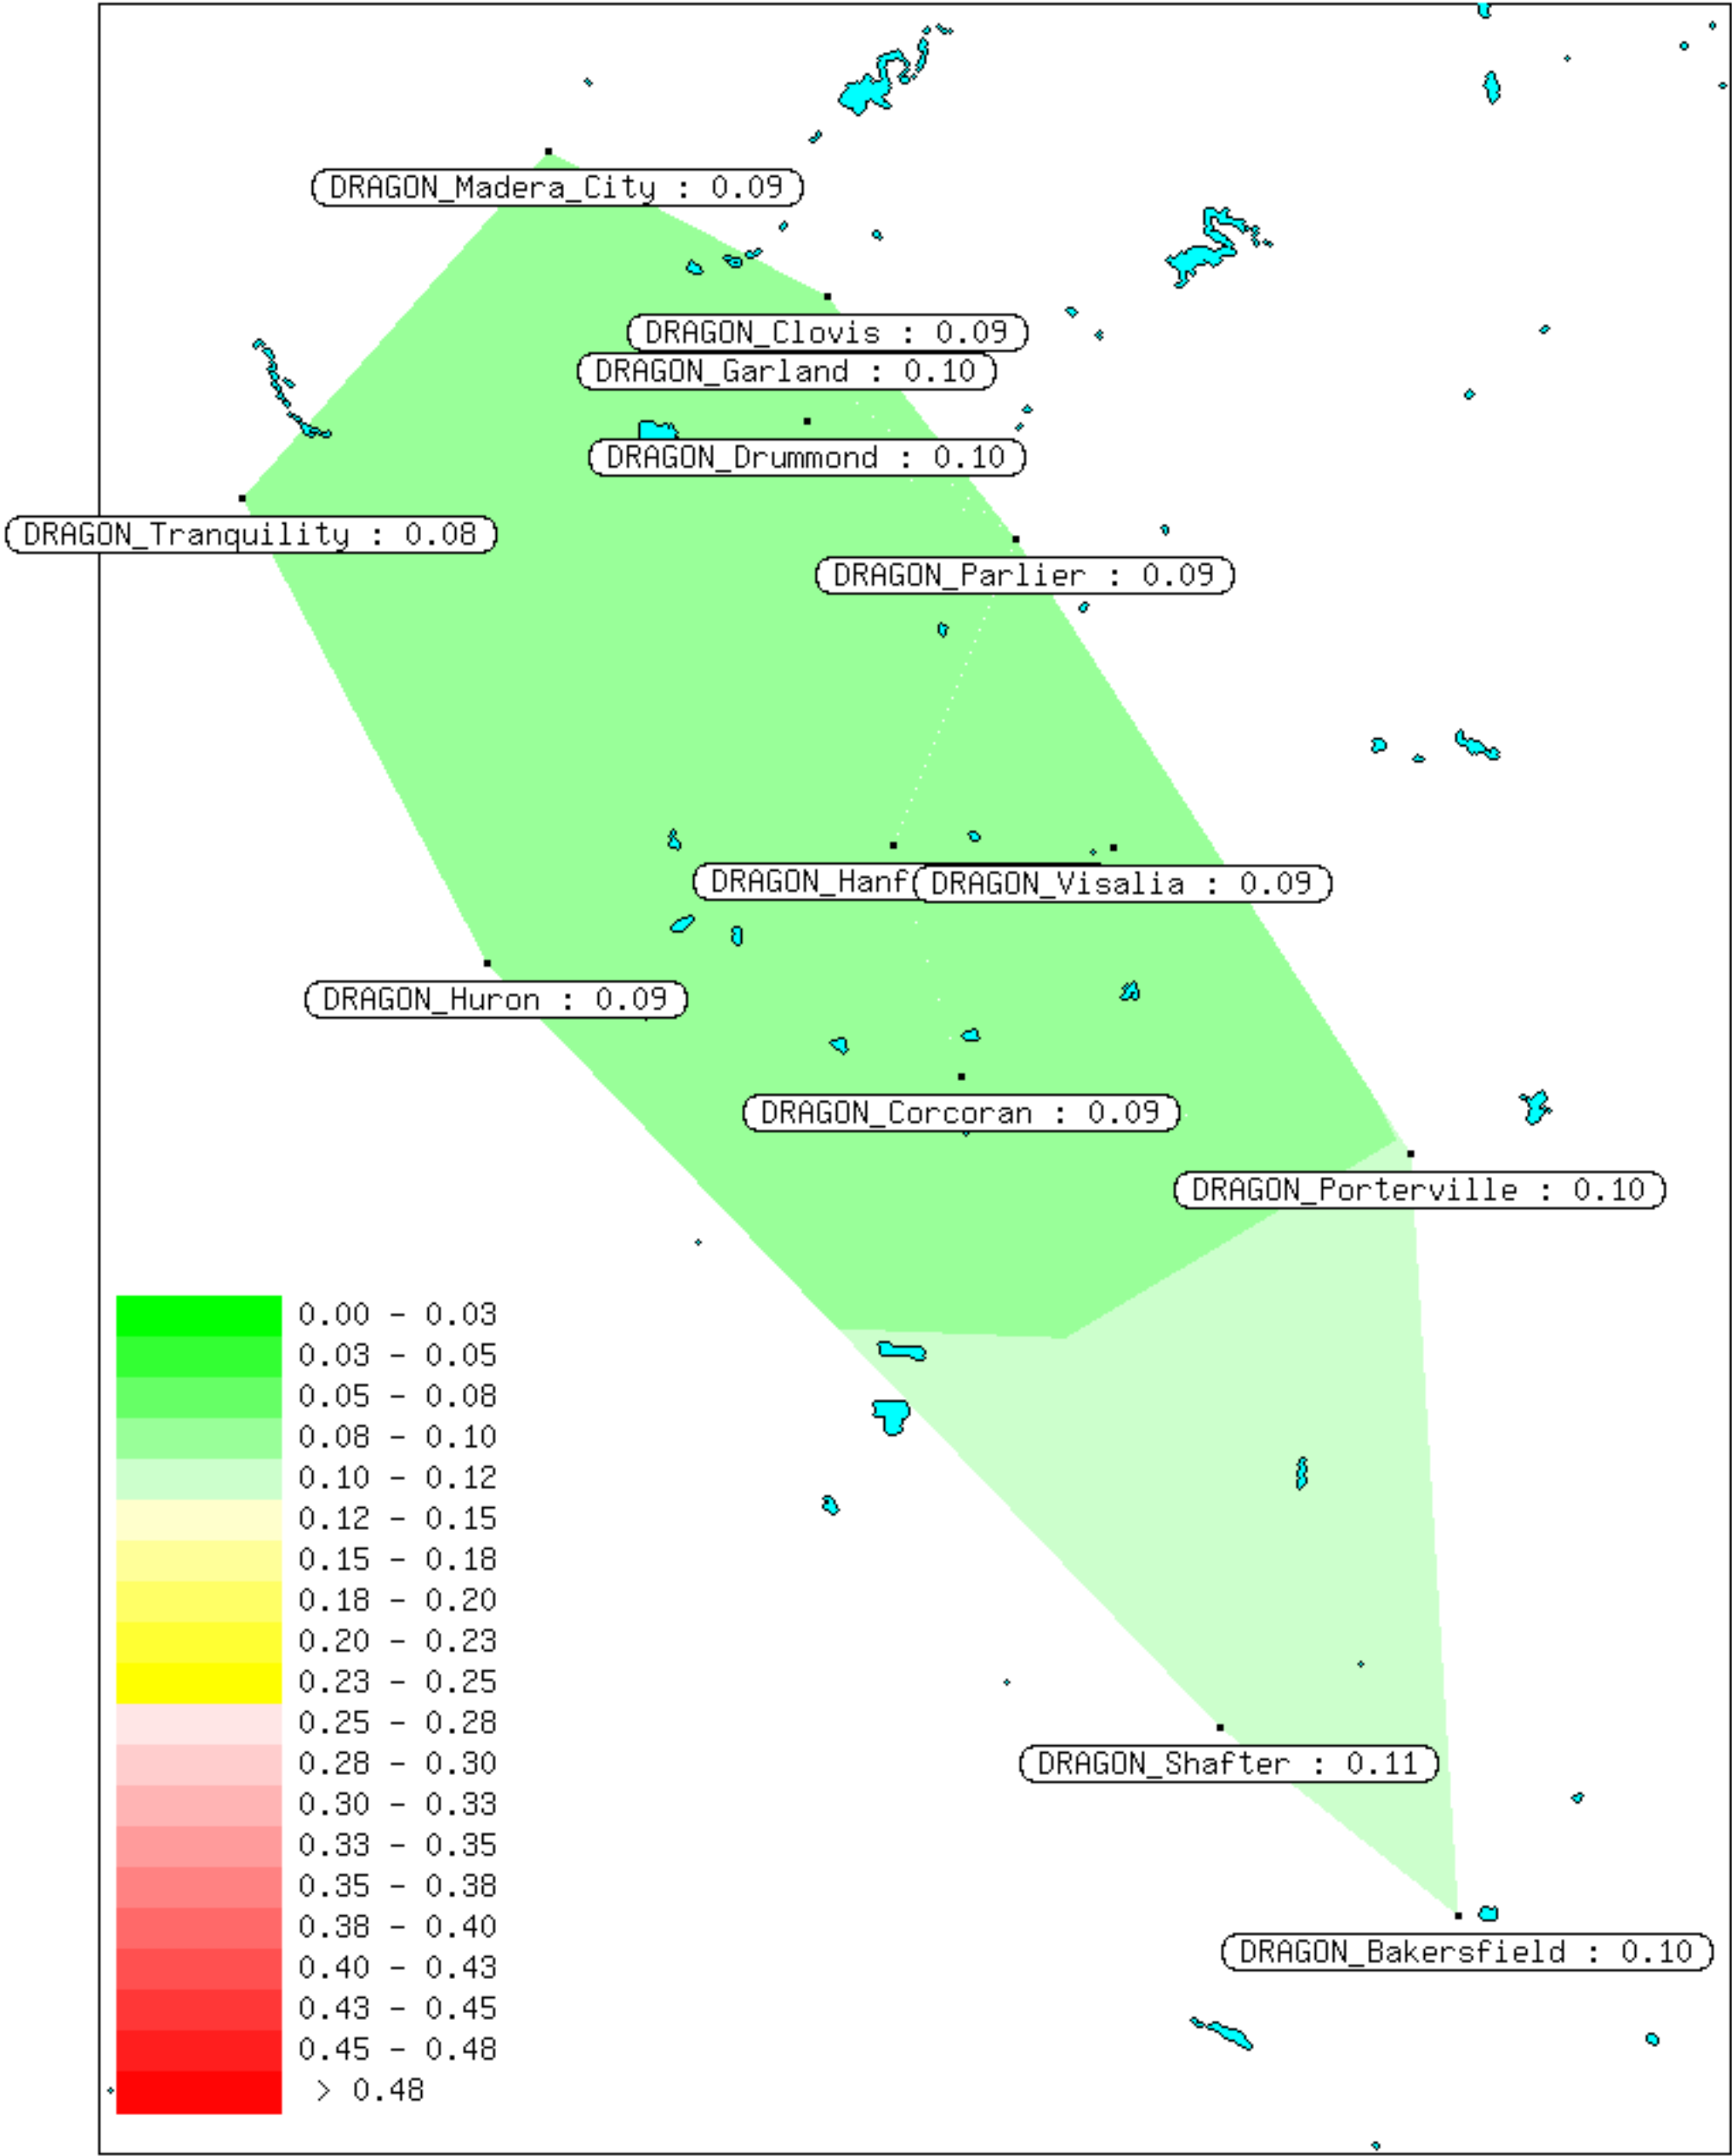 DRAGON_Madera_City : 0.09
DRAGON_Clovis : 0.09
DRAGON_Garland : 0.10
DRAGON_Drummond : 0.10
DRAGON_Tranquility : 0.08
DRAGON_Parlier : 0.09
DRAGON_Hanf
DRAGON_Visalia : 0.09
DRAGON_Huron : 0.09
DRAGON_Corcoran : 0.09
DRAGON_Porterville : 0.10
0.00 - 0.03
0.03 - 0.05
0.05 - 0.08
0.08 - 0.10
0.10 - 0.12
0.12 - 0.15
0.15 - 0.18
0.18 - 0.20
0.20 - 0.23
0.23 - 0.25
0.25 - 0.28
0.28 - 0.30
0.30 - 0.33
0.33 - 0.35
0.35 - 0.38
0.38 - 0.40
0.40 - 0.43
0.43 - 0.45
0.45 - 0.48
> 0.48
DRAGON_Shafter : 0.11
DRAGON_Bakersfield : 0.10